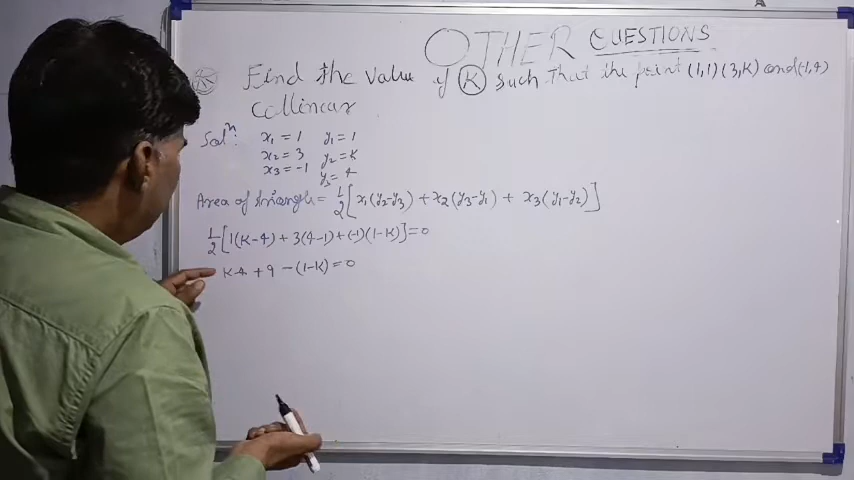 OTHER QUESTIONS
K Find the value of K such that the point (1,1) (3,K) and (-1,4)
Collinear
Solⁿ: x₁ = 1 y₁ = 1
x₂ = 3 y₂ = K
x₃ = -1 y₃ = 4
Area of triangle = 1/2 [x₁(y₂-y₃) + x₂(y₃-y₁) + x₃(y₁-y₂)]
1/2 [1(K-4) + 3(4-1) + (-1)(1-K)] = 0
K-4 + 9 - (1-K) = 0